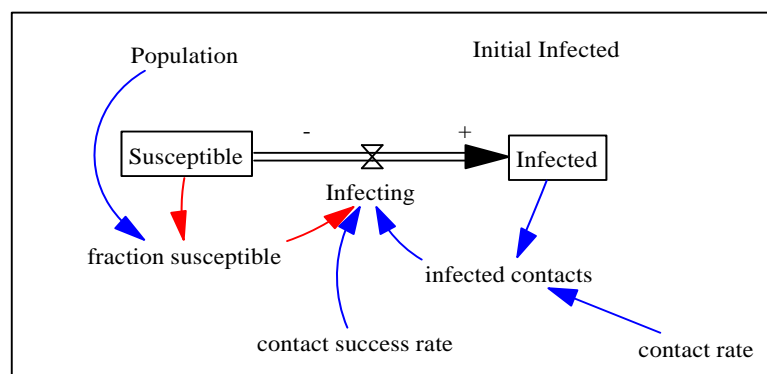 Population
Initial Infected
- +
Susceptible
Infected
Infecting
fraction susceptible
infected contacts
contact success rate
contact rate